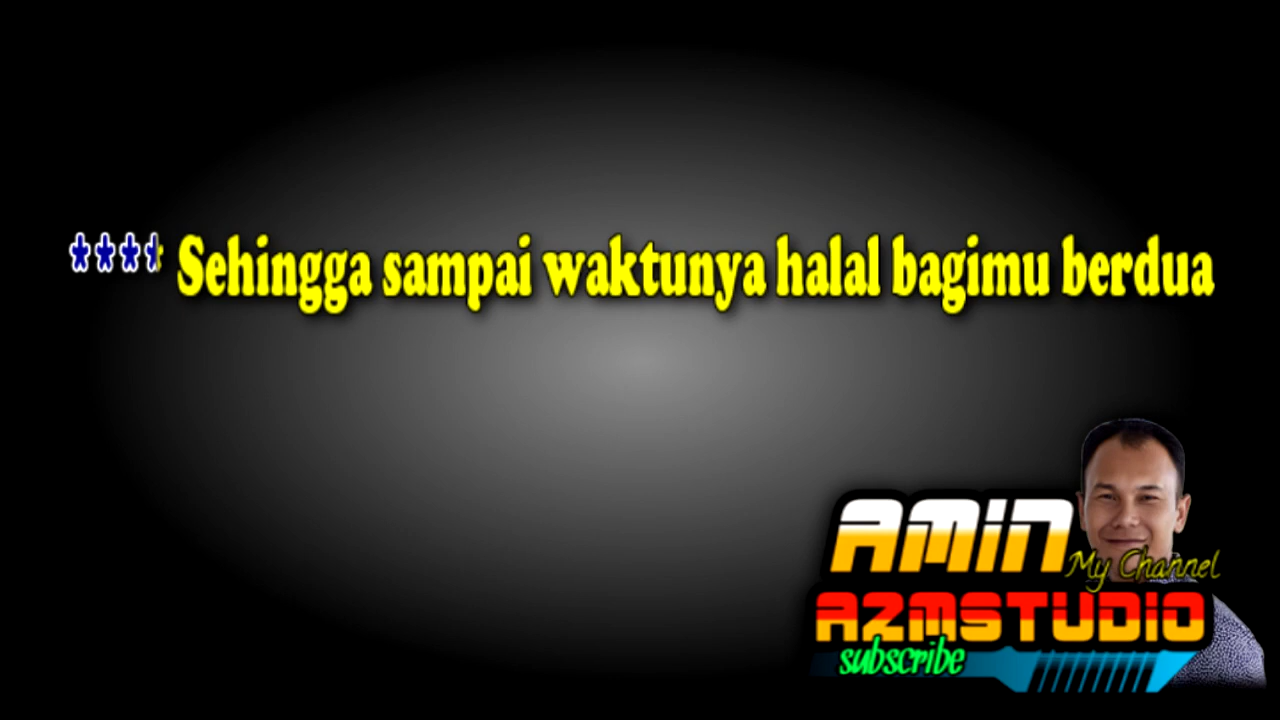 **** Sehingga sampai waktunya halal bagimu berdua
AMiN
My Channel
AZMSTUDiO
subscribe